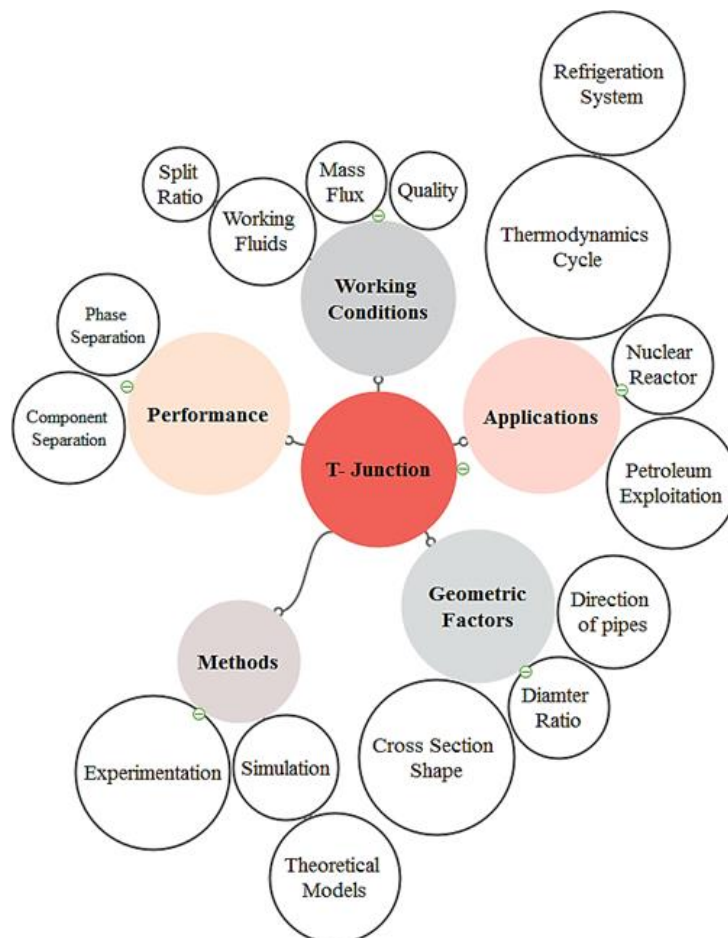 Refrigeration
System
Split
Ratio
Mass
Flux
Quality
Working
Fluids
Thermodynamics
Cycle
Working
Conditions
Phase
Separation
Nuclear
Reactor
Component
Separation
Performance
Applications
T- Junction
Petroleum
Exploitation
Geometric
Factors
Direction
of pipes
Methods
Diamter
Ratio
Cross Section
Shape
Experimentation
Simulation
Theoretical
Models